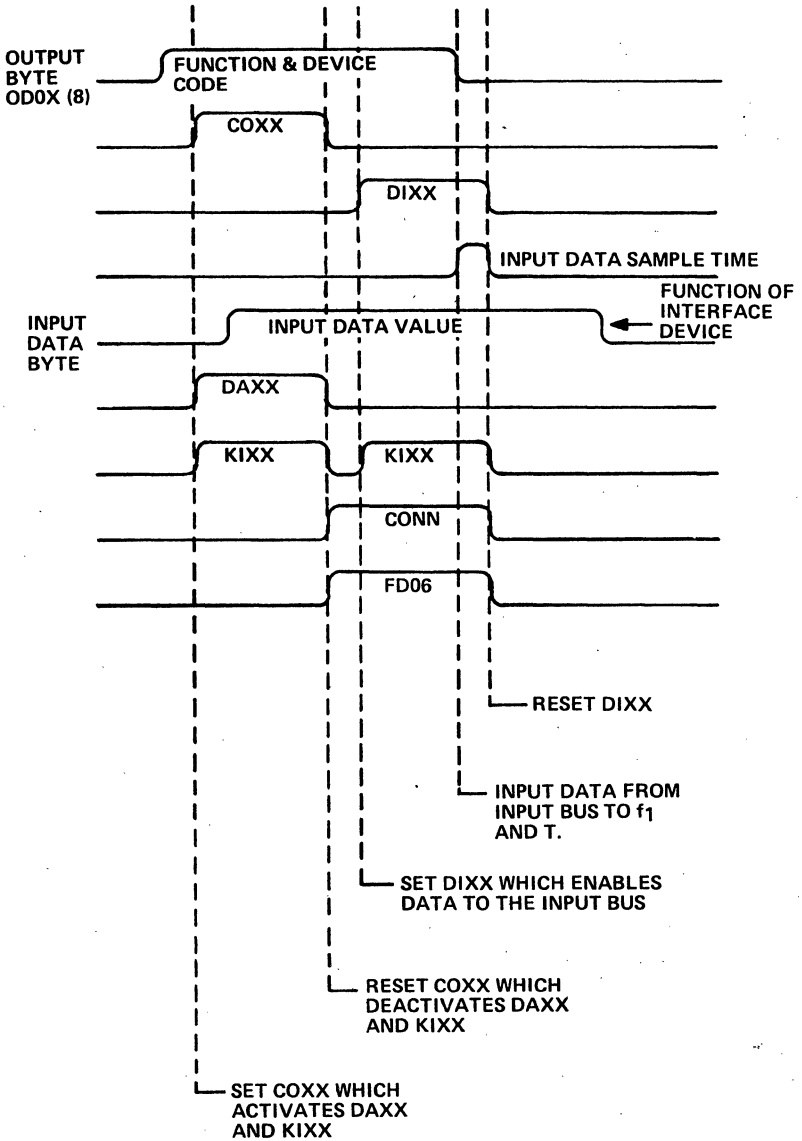 OUTPUT
BYTE
OD0X (8)
FUNCTION & DEVICE
CODE
COXX
DIXX
INPUT DATA SAMPLE TIME
INPUT
DATA
BYTE
INPUT DATA VALUE
FUNCTION OF
INTERFACE
DEVICE
DAXX
KIXX
KIXX
CONN
FD06
RESET DIXX
INPUT DATA FROM
INPUT BUS TO f1
AND T.
SET DIXX WHICH ENABLES
DATA TO THE INPUT BUS
RESET COXX WHICH
DEACTIVATES DAXX
AND KIXX
SET COXX WHICH
ACTIVATES DAXX
AND KIXX